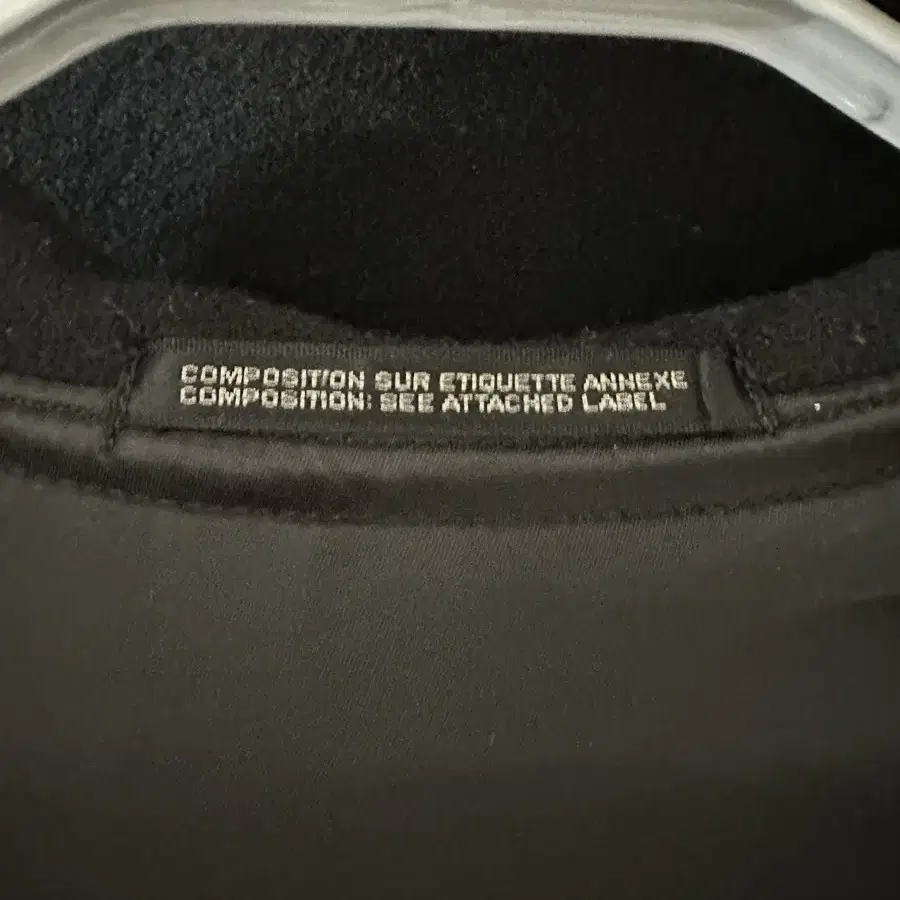 COMPOSITION SUR ETIQUETTE ANNEXE
COMPOSITION: SEE ATTACHED LABEL